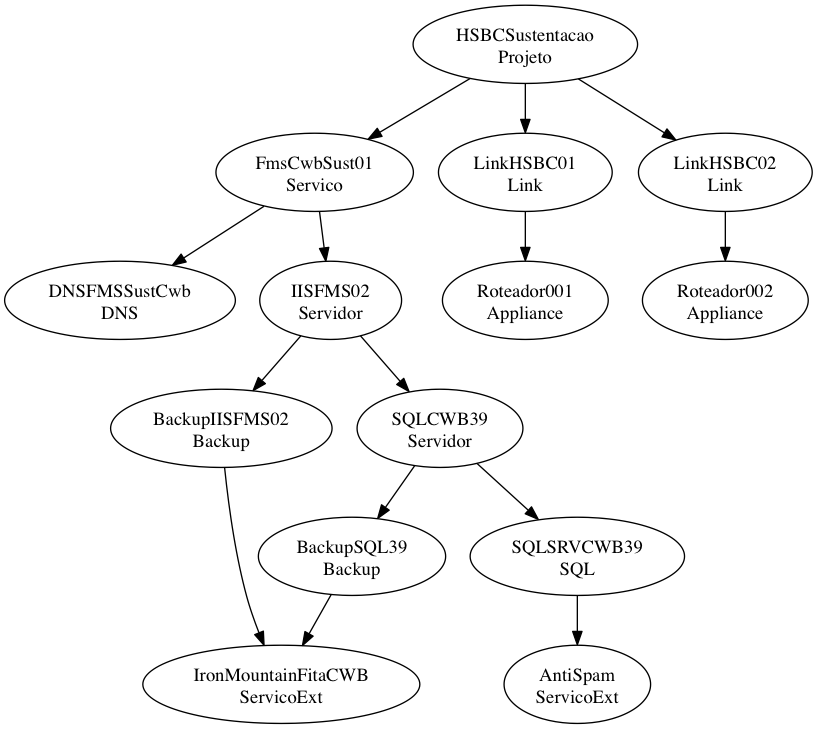 HSBCSustentacao
Projeto
FmsCwbSust01
Servico
LinkHSBC01
Link
LinkHSBC02
Link
DNSFMSSustCwb
DNS
IISFMS02
Servidor
Roteador001
Appliance
Roteador002
Appliance
BackupIISFMS02
Backup
SQLCWB39
Servidor
BackupSQL39
Backup
SQLSRVCWB39
SQL
IronMountainFitaCWB
ServicoExt
AntiSpam
ServicoExt